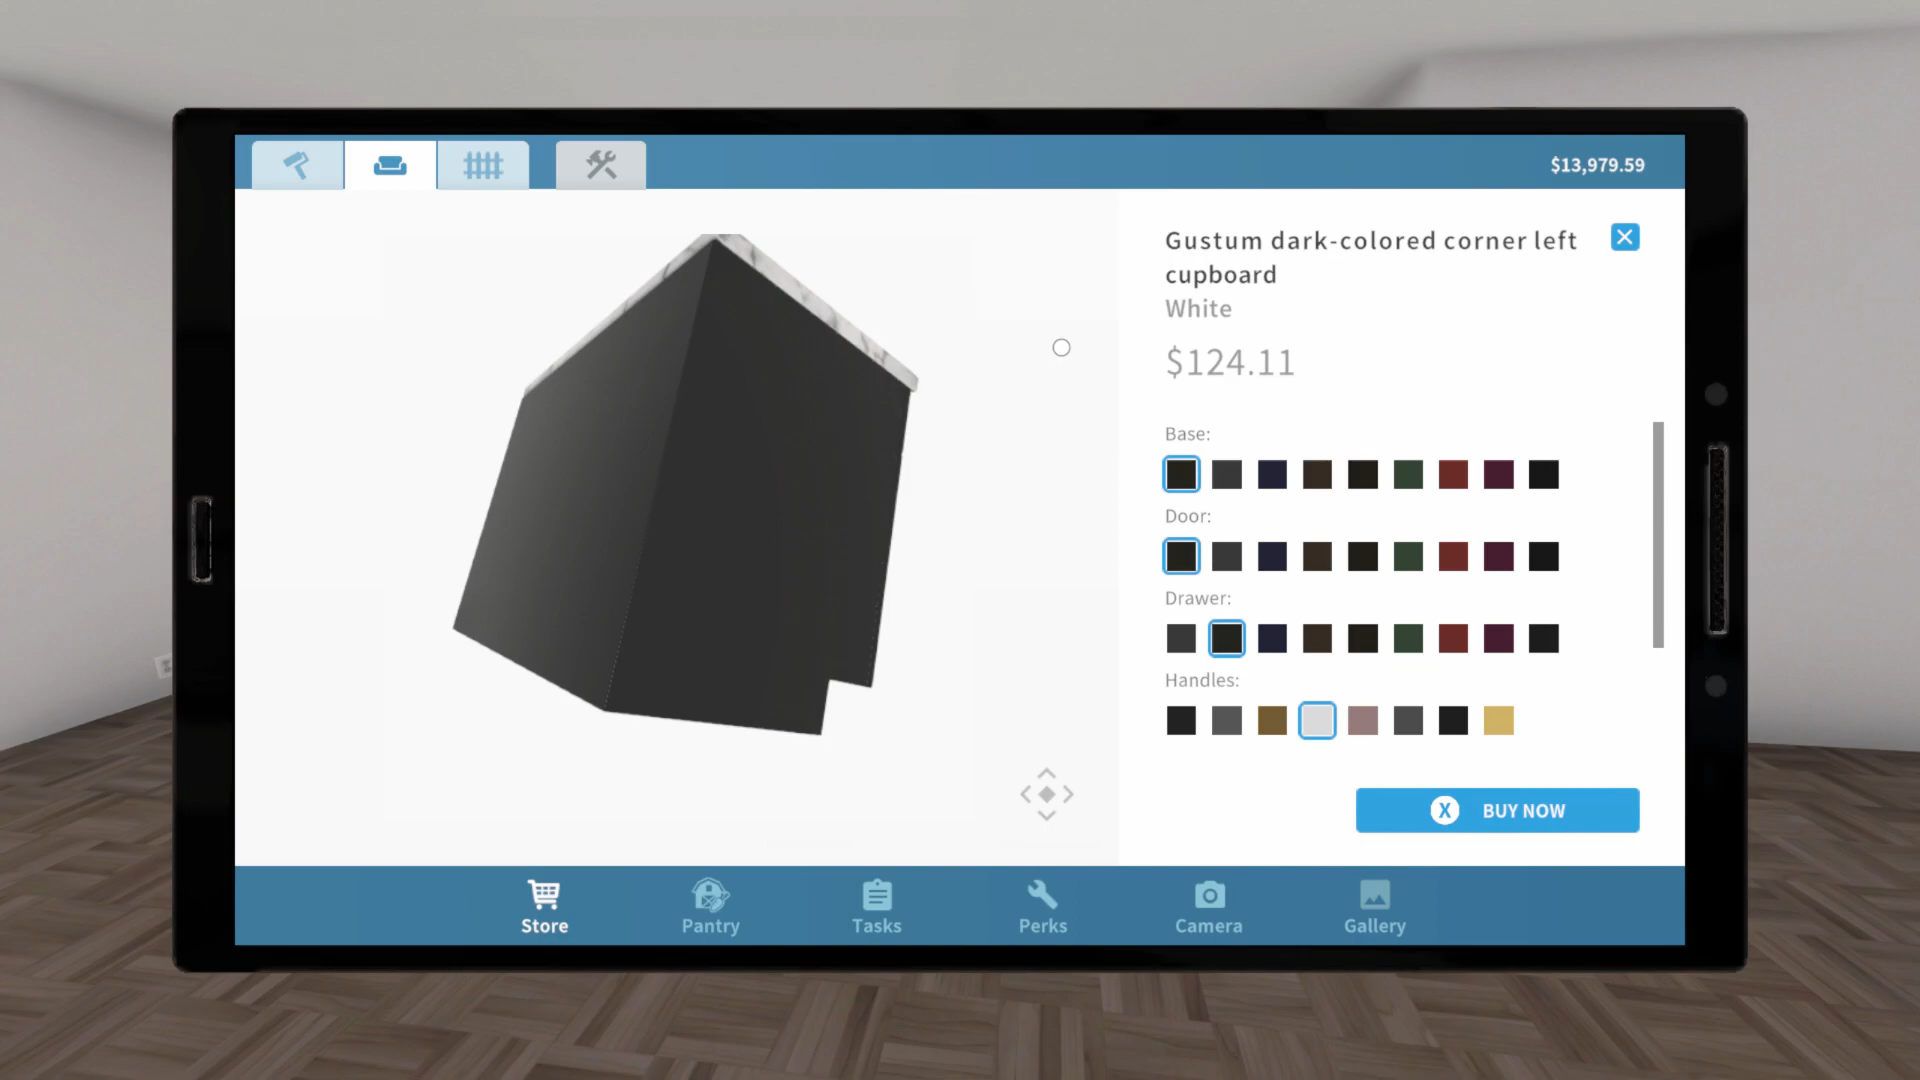 $13,979.59
Gustum dark-colored corner left
cupboard
White
$124.11
Base:
Door:
Drawer:
Handles:
X BUY NOW
Store
Pantry
Tasks
Perks
Camera
Gallery